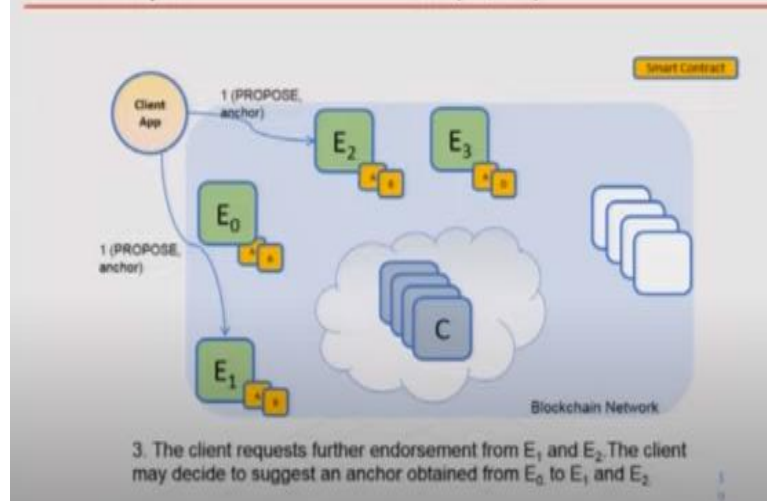 Smart Contract
Client
App
1 (PROPOSE,
anchor)
E2
E3
A
D
E0
A
1 (PROPOSE,
anchor)
C
E1
A
B
Blockchain Network
3. The client requests further endorsement from E1 and E2.The client
may decide to suggest an anchor obtained from E0 to E1 and E2